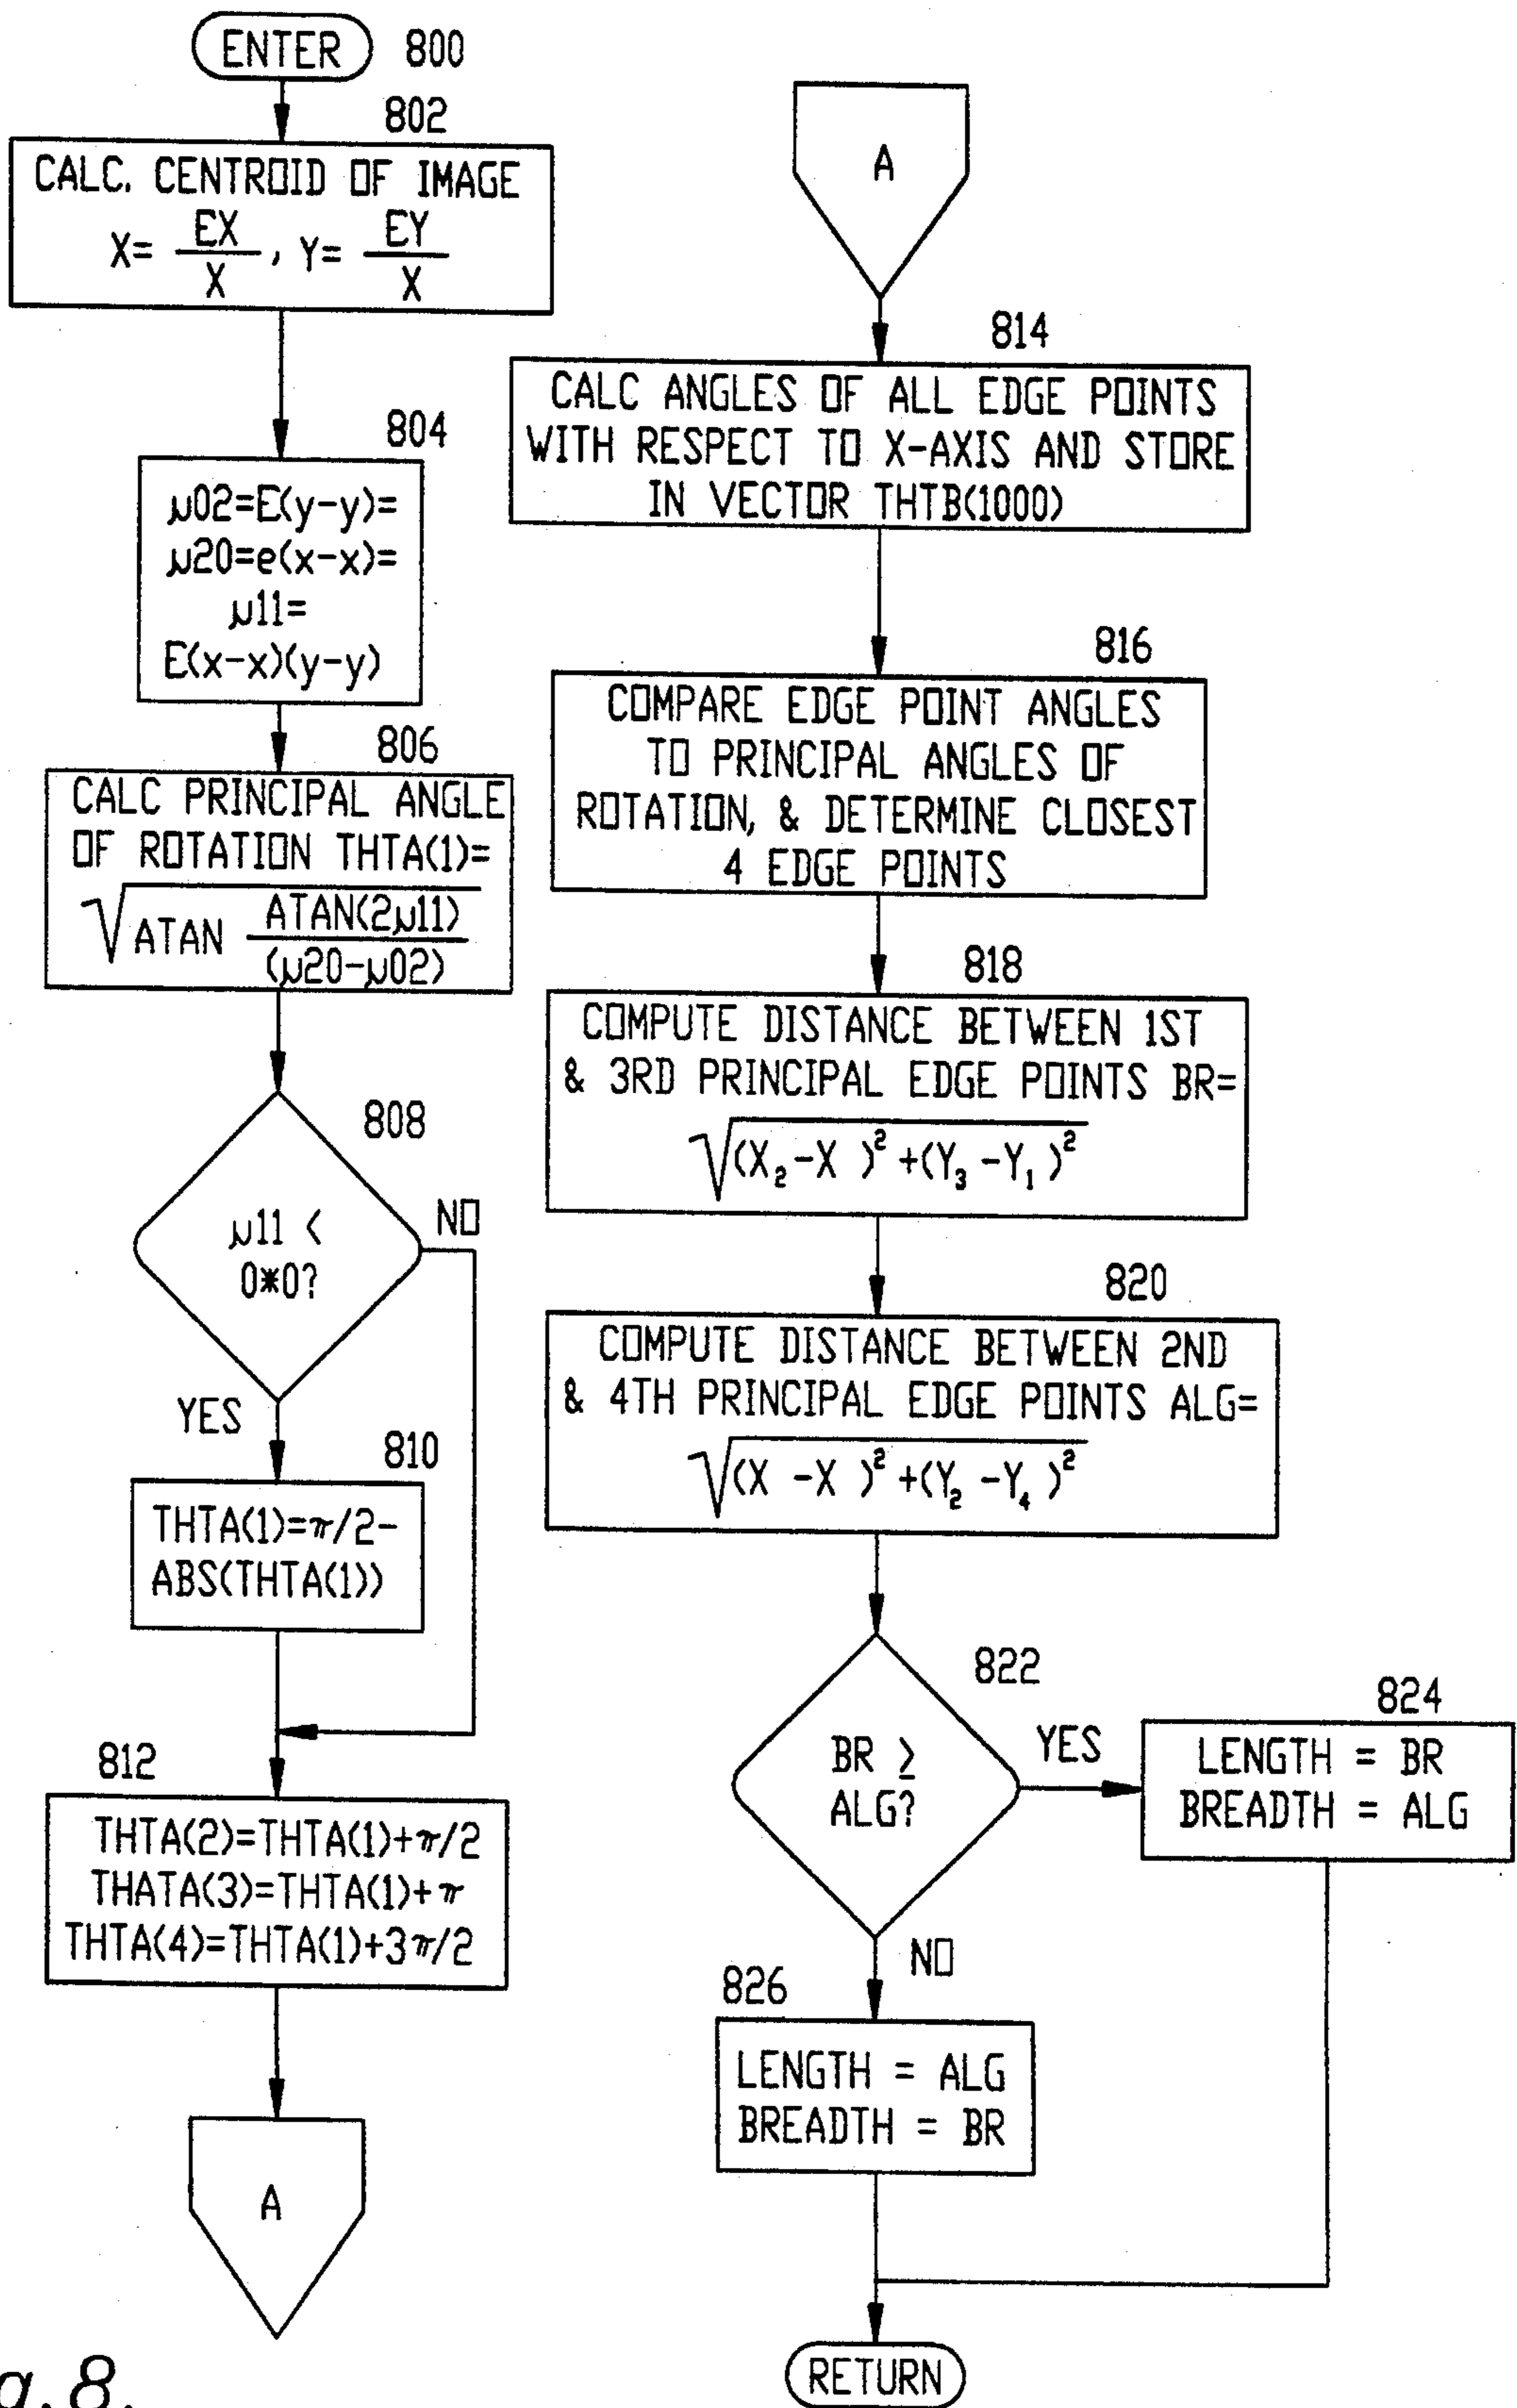 ENTER
800
802
CALC. CENTROID OF IMAGE
X= EX/X , Y= EY/X
804
μ02=E(y-y)=
μ20=e(x-x)=
μ11=
E(x-x)(y-y)
806
CALC PRINCIPAL ANGLE
OF ROTATION THTA(1)=
√ATAN ATAN(2μ11)/(μ20-μ02)
808
μ11 <
0*0?
NO
YES
810
THTA(1)=π/2-
ABS(THTA(1))
812
THTA(2)=THTA(1)+π/2
THATA(3)=THTA(1)+π
THTA(4)=THTA(1)+3π/2
A
A
814
CALC ANGLES OF ALL EDGE POINTS
WITH RESPECT TO X-AXIS AND STORE
IN VECTOR THTB(1000)
816
COMPARE EDGE POINT ANGLES
TO PRINCIPAL ANGLES OF
ROTATION, & DETERMINE CLOSEST
4 EDGE POINTS
818
COMPUTE DISTANCE BETWEEN 1ST
& 3RD PRINCIPAL EDGE POINTS BR=
√(X₂-X )²+(Y₃-Y₁)²
820
COMPUTE DISTANCE BETWEEN 2ND
& 4TH PRINCIPAL EDGE POINTS ALG=
√(X -X )²+(Y₂-Y₄)²
822
BR ≥
ALG?
YES
824
LENGTH = BR
BREADTH = ALG
NO
826
LENGTH = ALG
BREADTH = BR
RETURN
g.8.